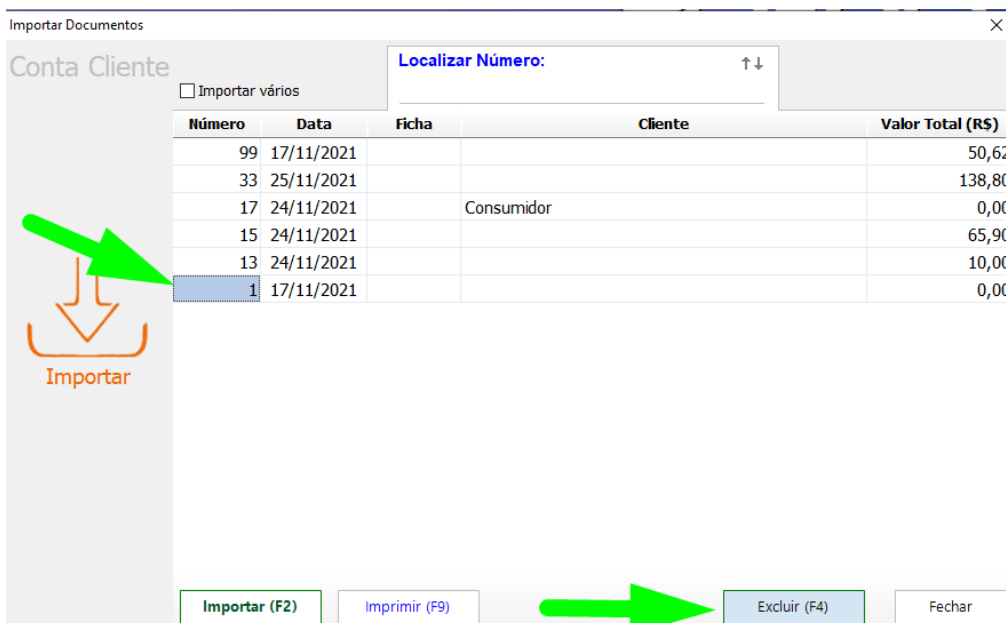 Importar Documentos
Conta Cliente
Localizar Número:
Importar vários
Número Data Ficha Cliente Valor Total (R$)
99 17/11/2021 50,62
33 25/11/2021 138,80
17 24/11/2021 Consumidor 0,00
15 24/11/2021 65,90
13 24/11/2021 10,00
1 17/11/2021 0,00
Importar
Importar (F2) Imprimir (F9) Excluir (F4) Fechar